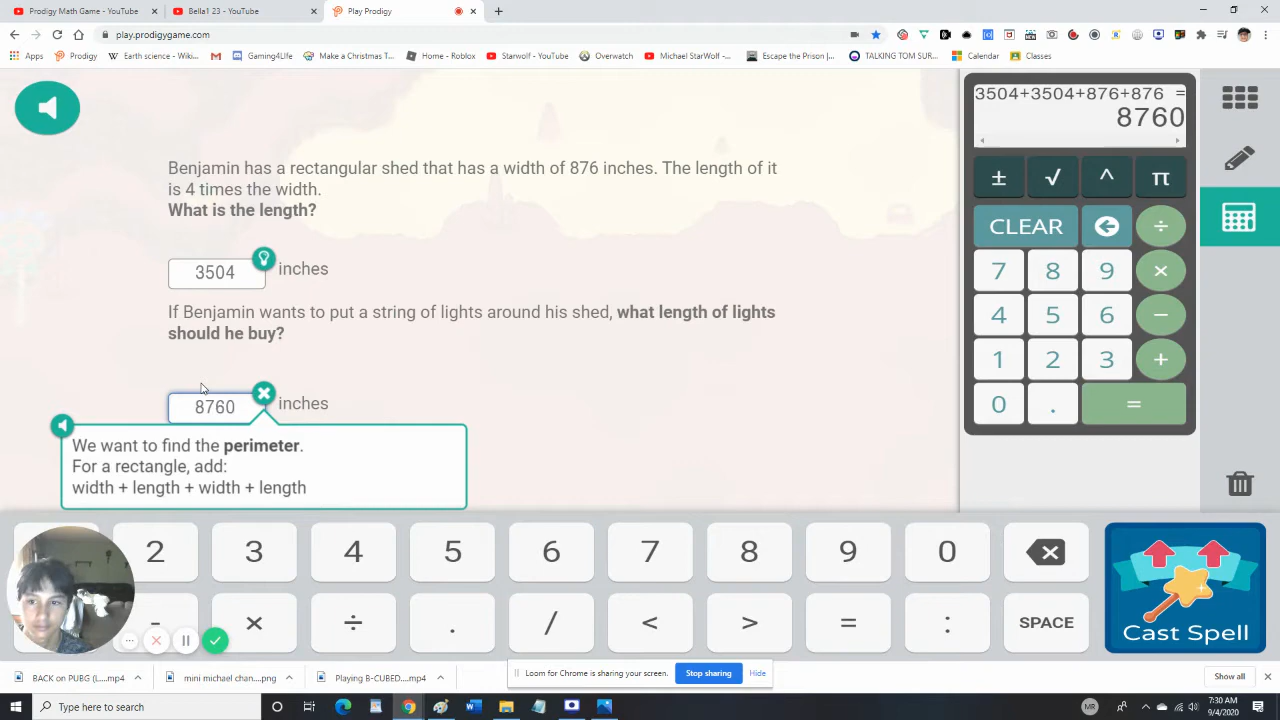 Prodigy Math Game - YouTube
Bella1 23 - YouTube
Play Prodigy
play.prodigygame.com
Apps
Prodigy
Earth science - Wiki...
Gaming4Life
Make a Christmas T...
Home - Roblox
Starwolf - YouTube
Overwatch
Michael StarWolf -...
Escape the Prison |...
TALKING TOM SUR...
Calendar
Classes
Benjamin has a rectangular shed that has a width of 876 inches. The length of it
is 4 times the width.
What is the length?
3504 inches
If Benjamin wants to put a string of lights around his shed, what length of lights
should he buy?
8760 inches
We want to find the perimeter.
For a rectangle, add:
width + length + width + length
3504+3504+876+876 =
8760
± √ ^ π
CLEAR ÷
7 8 9 ×
4 5 6 −
1 2 3 +
0 . =
2 3 4 5 6 7 8 9 0
- × ÷ . / < > = : SPACE
Cast Spell
BACK on PUBG (L....mp4
mini michael chan....png
Playing B-CUBED....mp4
Loom for Chrome is sharing your screen.
Stop sharing
Hide
Show all
Type here to search
MR
7:30 AM
9/4/2020